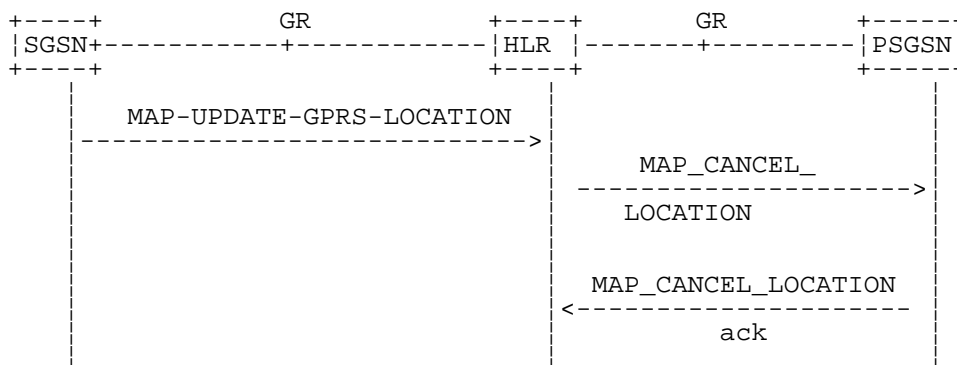 GR GR
SGSN HLR PSGSN
MAP-UPDATE-GPRS-LOCATION
MAP_CANCEL_
LOCATION
MAP_CANCEL_LOCATION
ack